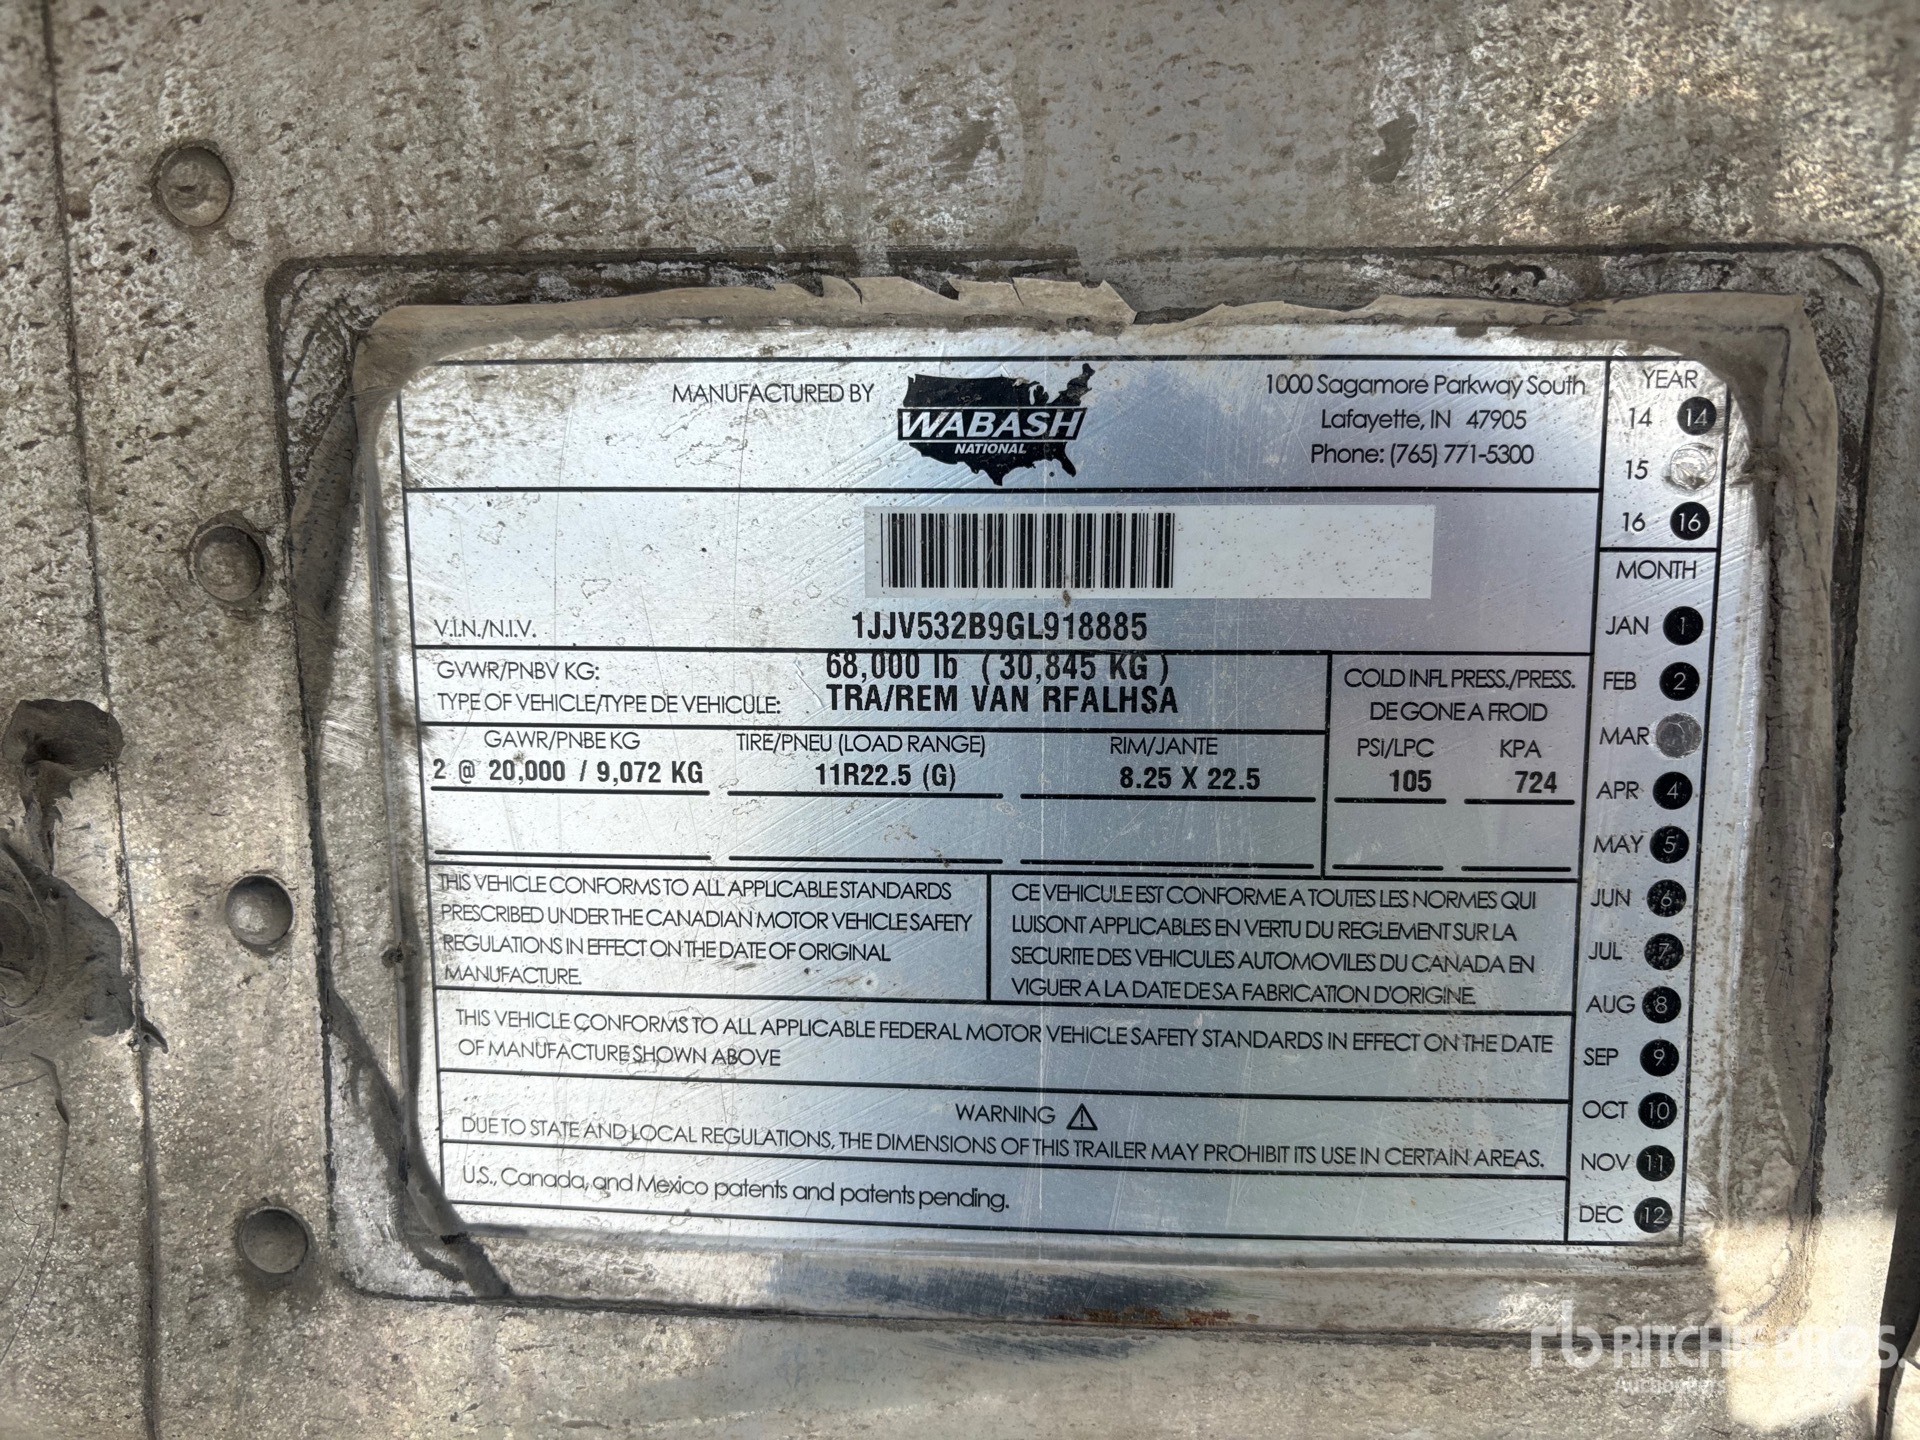 MANUFACTURED BY
WABASH
NATIONAL
1000 Sagamore Parkway South
Lafayette, IN 47905
Phone: (765) 771-5300
YEAR
14 14
15
16 16
V.I.N./N.I.V. 1JJV532B9GL918885
GVWR/PNBV KG: 68,000 lb (30,845 KG)
TYPE OF VEHICLE/TYPE DE VEHICULE: TRA/REM VAN RFALHSA
GAWR/PNBE KG TIRE/PNEU (LOAD RANGE) RIM/JANTE
2 @ 20,000 / 9,072 KG 11R22.5 (G) 8.25 X 22.5
COLD INFL PRESS./PRESS.
DE GONE A FROID
PSI/LPC KPA
105 724
THIS VEHICLE CONFORMS TO ALL APPLICABLE STANDARDS
PRESCRIBED UNDER THE CANADIAN MOTOR VEHICLE SAFETY
REGULATIONS IN EFFECT ON THE DATE OF ORIGINAL
MANUFACTURE.
CE VEHICULE EST CONFORME A TOUTES LES NORMES QUI
LUISONT APPLICABLES EN VERTU DU REGLEMENT SUR LA
SECURITE DES VEHICULES AUTOMOVILES DU CANADA EN
VIGUER A LA DATE DE SA FABRICATION D'ORIGINE.
THIS VEHICLE CONFORMS TO ALL APPLICABLE FEDERAL MOTOR VEHICLE SAFETY STANDARDS IN EFFECT ON THE DATE
OF MANUFACTURE SHOWN ABOVE
WARNING
DUE TO STATE AND LOCAL REGULATIONS, THE DIMENSIONS OF THIS TRAILER MAY PROHIBIT ITS USE IN CERTAIN AREAS.
U.S., Canada, and Mexico patents and patents pending.
MONTH
JAN 1
FEB 2
MAR
APR 4
MAY 5
JUN 6
JUL 7
AUG 8
SEP 9
OCT 10
NOV 11
DEC 12
rb RITCHIE BROS.
Auctioneers